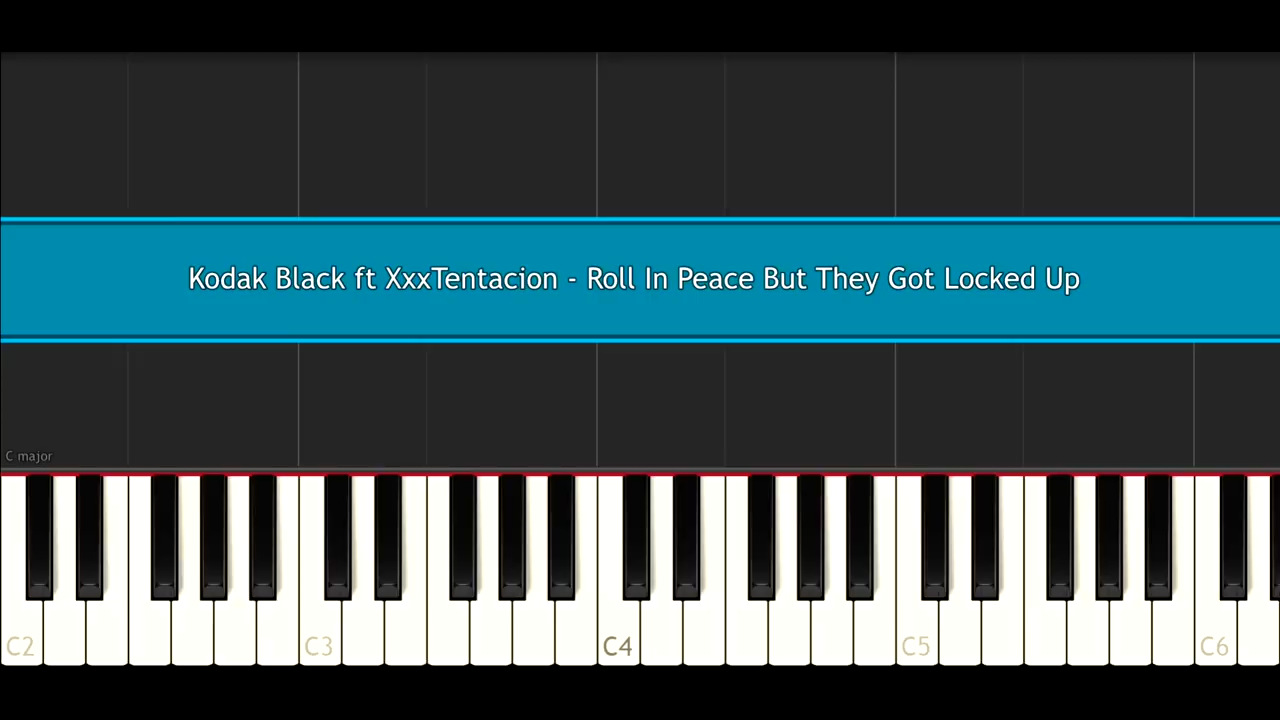 Kodak Black ft XxxTentacion - Roll In Peace But They Got Locked Up
C major
C2 C3 C4 C5 C6